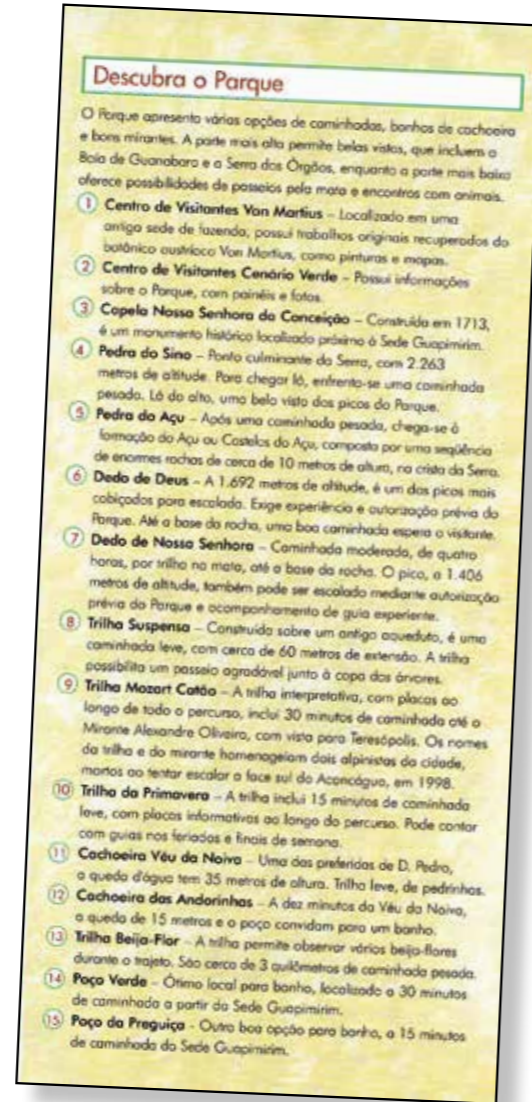 Descubra o Parque
O Parque apresenta várias opções de caminhadas, banhos de cachoeira
e bons mirantes. A parte mais alta permite belas vistas, que incluem a
Baía de Guanabara e a Serra dos Órgãos, enquanto a parte mais baixa
oferece possibilidades de passeios pela mata e encontros com animais.
1 Centro de Visitantes Von Martius – Localizado em uma
antiga sede de fazenda, possui trabalhos originais recuperados do
botânico austríaco Von Martius, como pinturas e mapas.
2 Centro de Visitantes Cenário Verde – Possui informações
sobre o Parque, com painéis e fotos.
3 Capela Nossa Senhora da Conceição – Construída em 1713,
é um monumento histórico localizado próximo à Sede Guapimirim.
4 Pedra do Sino – Ponto culminante da Serra, com 2.263
metros de altitude. Para chegar lá, enfrenta-se uma caminhada
pesada. Lá do alto, uma bela vista dos picos do Parque.
5 Pedra do Açu – Após uma caminhada pesada, chega-se à
formação do Açu ou Castelos do Açu, composta por uma seqüência
de enormes rochas de cerca de 10 metros de altura, na crista da Serra.
6 Dedo de Deus – A 1.692 metros de altitude, é um dos picos mais
cobiçados para escalada. Exige experiência e autorização prévia do
Parque. Até a base da rocha, uma boa caminhada espera o visitante.
7 Dedo de Nossa Senhora – Caminhada moderada, de quatro
horas, por trilha na mata, até a base da rocha. O pico, a 1.406
metros de altitude, também pode ser escalado mediante autorização
prévia do Parque e acompanhamento de guia experiente.
8 Trilha Suspensa – Construída sobre um antigo aqueduto, é uma
caminhada leve, com cerca de 60 metros de extensão. A trilha
possibilita um passeio agradável junto à copa das árvores.
9 Trilha Mozart Catão – A trilha interpretativa, com placas ao
longo de todo o percurso, inclui 30 minutos de caminhada até o
Mirante Alexandre Oliveira, com vista para Teresópolis. Os nomes
da trilha e do mirante homenageiam dois alpinistas da cidade,
mortos ao tentar escalar a face sul do Aconcágua, em 1998.
10 Trilha da Primavera – A trilha inclui 15 minutos de caminhada
leve, com placas informativas ao longo do percurso. Pode contar
com guias nos feriados e finais de semana.
11 Cachoeira Véu da Noiva – Uma das preferidas de D. Pedro,
a queda d'água tem 35 metros de altura. Trilha leve, de pedrinhas.
12 Cachoeira das Andorinhas – A dez minutos da Véu da Noiva,
a queda de 15 metros e o poço convidam para um banho.
13 Trilha Beija-Flor – A trilha permite observar vários beija-flores
durante o trajeto. São cerca de 3 quilômetros de caminhada pesada.
14 Poço Verde – Ótimo local para banho, localizado a 30 minutos
de caminhada a partir da Sede Guapimirim.
15 Poço da Preguiça - Outra boa opção para banho, a 15 minutos
de caminhada da Sede Guapimirim.